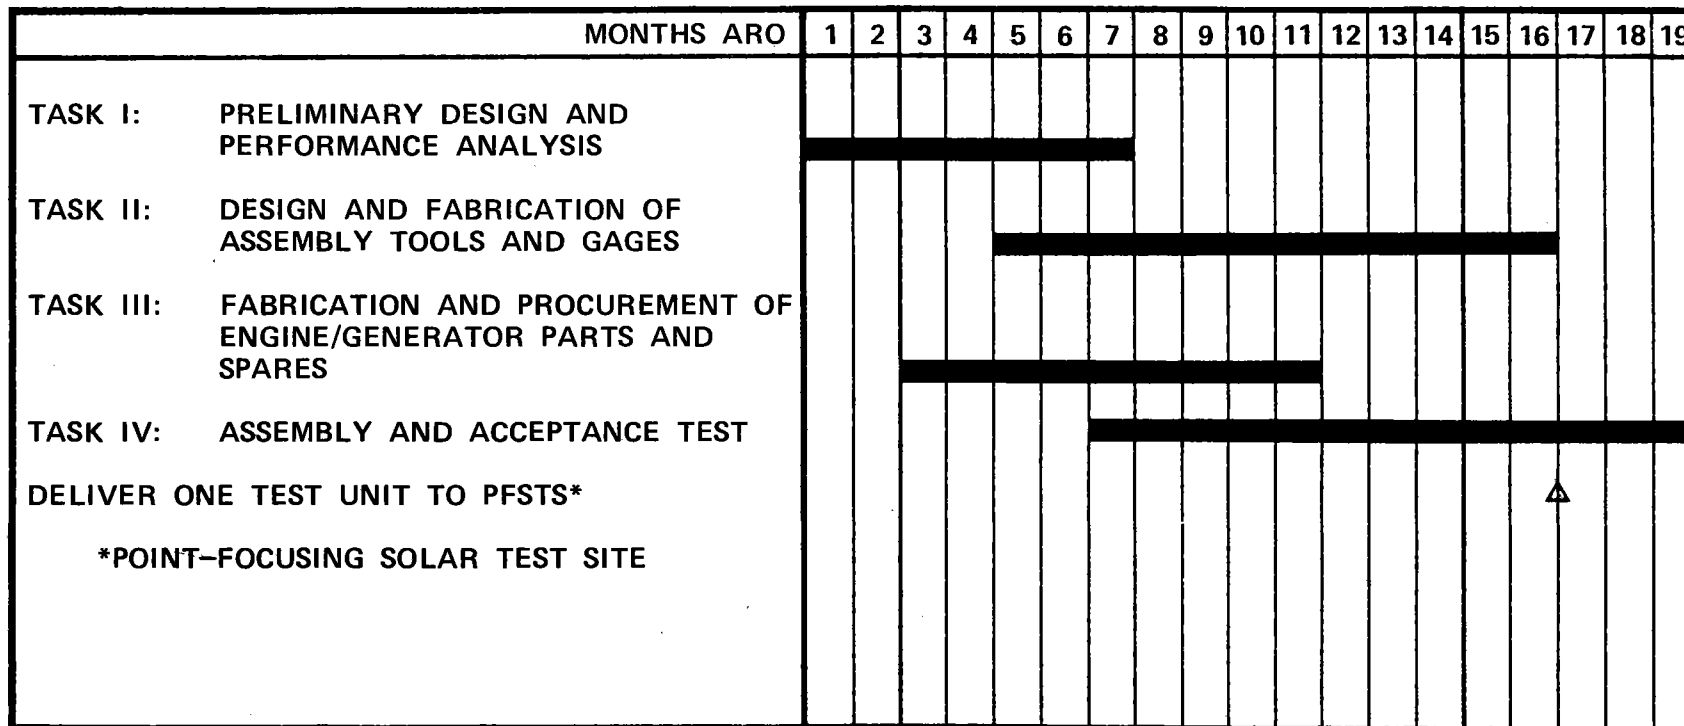 MONTHS ARO 1 2 3 4 5 6 7 8 9 10 11 12 13 14 15 16 17 18 19
TASK I: PRELIMINARY DESIGN AND
PERFORMANCE ANALYSIS
TASK II: DESIGN AND FABRICATION OF
ASSEMBLY TOOLS AND GAGES
TASK III: FABRICATION AND PROCUREMENT OF
ENGINE/GENERATOR PARTS AND
SPARES
TASK IV: ASSEMBLY AND ACCEPTANCE TEST
DELIVER ONE TEST UNIT TO PFSTS*
*POINT-FOCUSING SOLAR TEST SITE